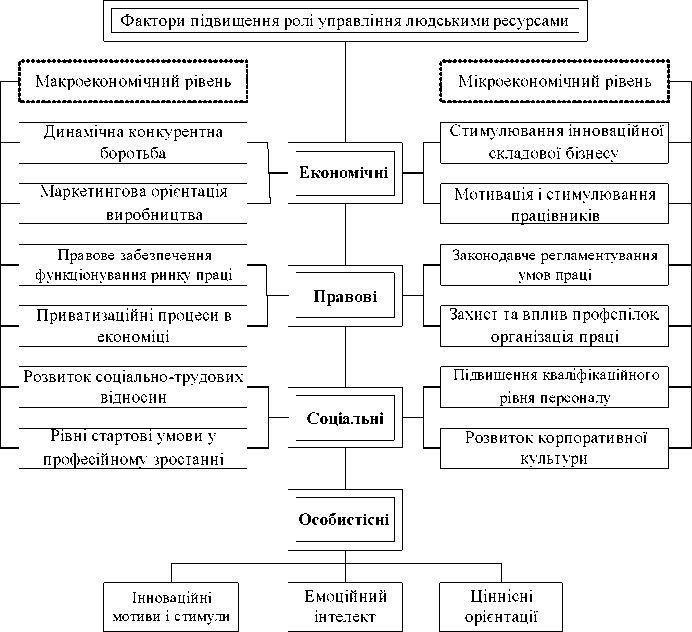 Фактори підвищення ролі управління людськими ресурсами
Макроекономічний рівень
Мікроекономічний рівень
Динамічна конкурентна
боротьба
Маркетингова орієнтація
виробництва
Економічні
Стимулювання інноваційної
складової бізнесу
Мотивація і стимулювання
працівників
Правове забезпечення
функціонування ринку праці
Приватизаційні процеси в
економіці
Правові
Законодавче регламентування
умов праці
Захист та вплив профспілок,
організація праці
Розвиток соціально-трудових
відносин
Рівні стартові умови у
професійному зростанні
Соціальні
Підвищення кваліфікаційного
рівня персоналу
Розвиток корпоративної
культури
Особистісні
Інноваційні
мотиви і стимули
Емоційний
інтелект
Ціннісні
орієнтації